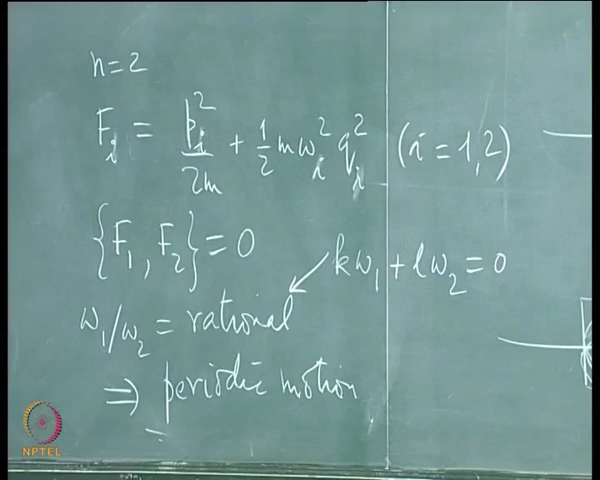 n=2
F_i = p_i^2/2m + 1/2 mω_i^2 q_i^2 (i=1,2)
{F_1, F_2} = 0
kω_1 + lω_2 = 0
ω_1/ω_2 = rational
⇒ periodic motion
NPTEL